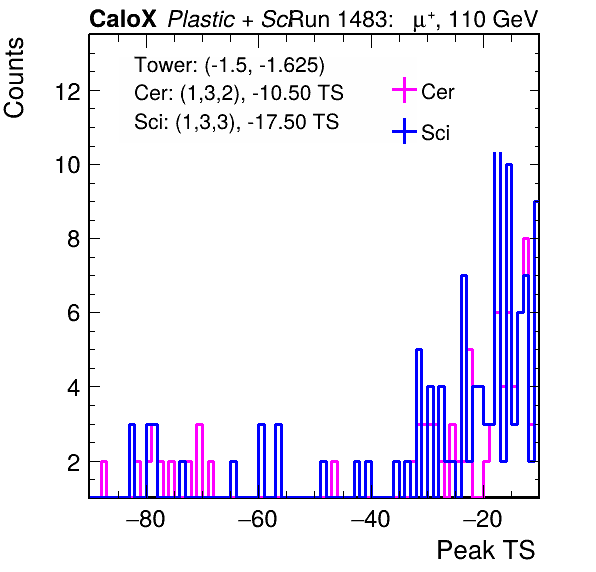 CaloX Plastic + SciRun 1483: μ⁺, 110 GeV
Tower: (-1.5, -1.625)
Cer: (1,3,2), -10.50 TS
Sci: (1,3,3), -17.50 TS
Cer
Sci
Counts
12
10
8
6
4
2
−80 −60 −40 −20
Peak TS